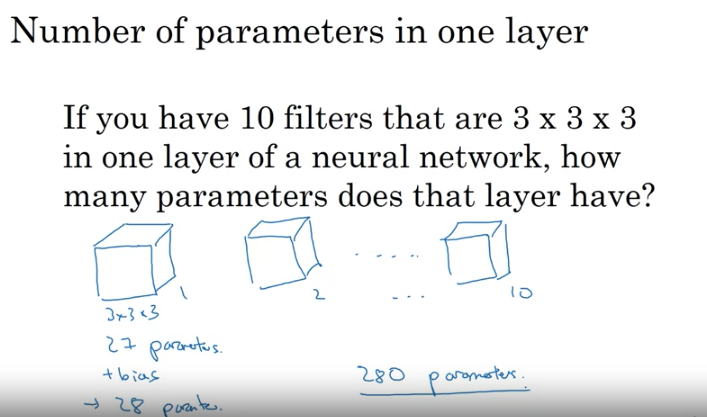 Number of parameters in one layer
If you have 10 filters that are 3 x 3 x 3
in one layer of a neural network, how
many parameters does that layer have?
1
2
10
3x3x3
27 parameters.
+ bias
→ 28
280 parameters.